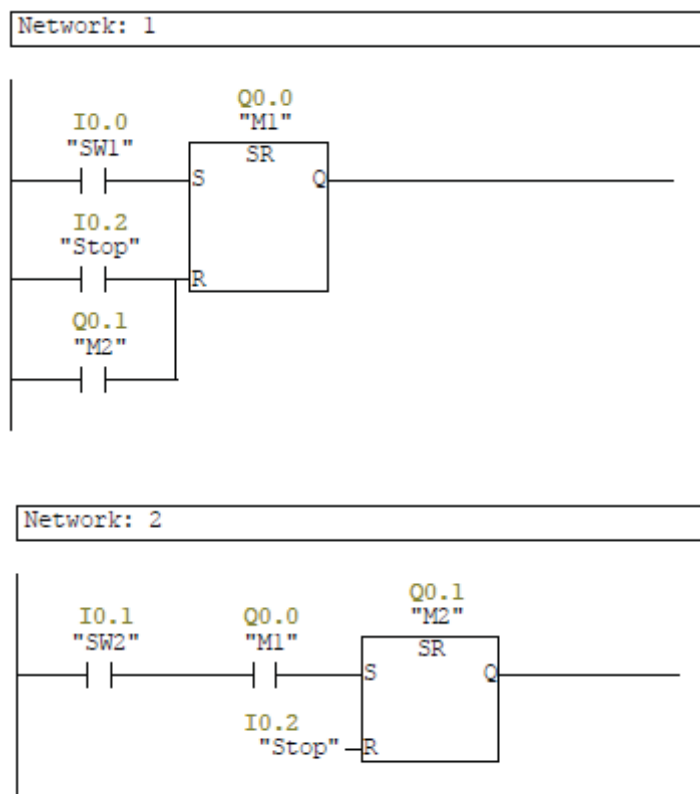 Network: 1
Q0.0
"M1"
I0.0
"SW1"
SR
S
Q
I0.2
"Stop"
R
Q0.1
"M2"
Network: 2
Q0.1
"M2"
I0.1
"SW2"
Q0.0
"M1"
SR
S
Q
I0.2
"Stop"
R